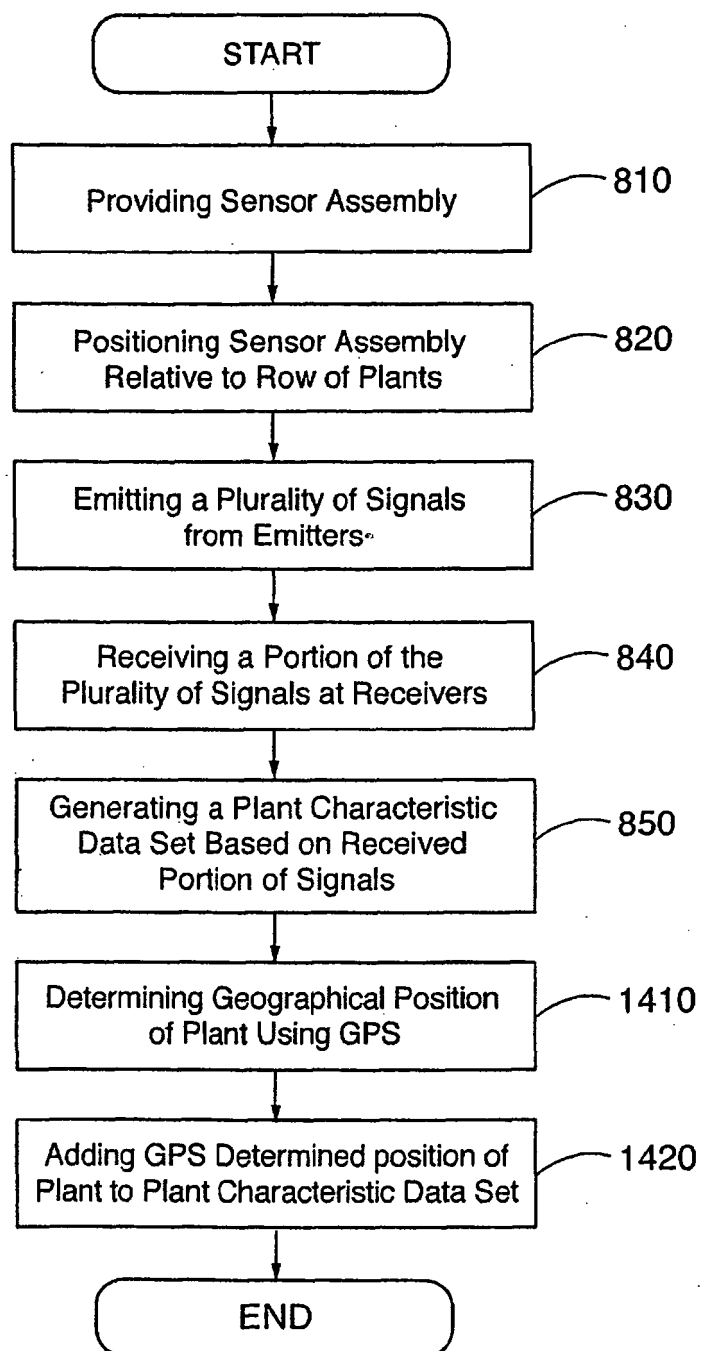 START
Providing Sensor Assembly
810
Positioning Sensor Assembly
Relative to Row of Plants
820
Emitting a Plurality of Signals
from Emitters
830
Receiving a Portion of the
Plurality of Signals at Receivers
840
Generating a Plant Characteristic
Data Set Based on Received
Portion of Signals
850
Determining Geographical Position
of Plant Using GPS
1410
Adding GPS Determined position of
Plant to Plant Characteristic Data Set
1420
END